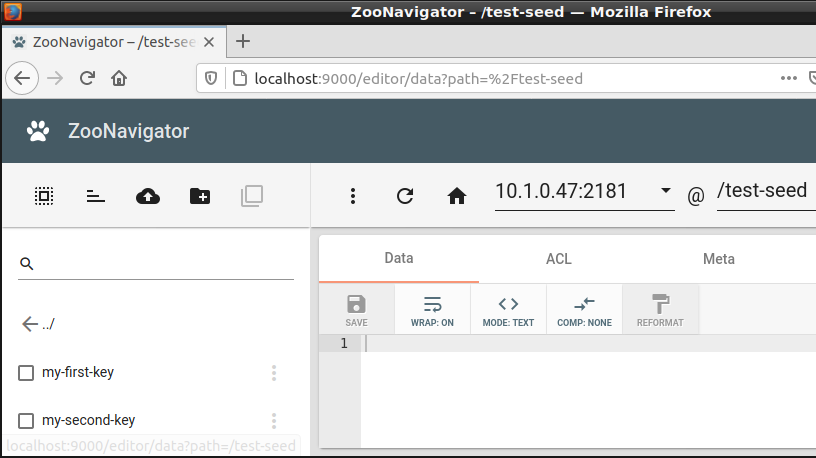 ZooNavigator – /test-seed — Mozilla Firefox
ZooNavigator – /test-see
localhost:9000/editor/data?path=%2Ftest-seed
ZooNavigator
10.1.0.47:2181 @ /test-seed
Data ACL Meta
SAVE WRAP: ON MODE: TEXT COMP: NONE REFORMAT
../
1
my-first-key
my-second-key
localhost:9000/editor/data?path=/test-seed